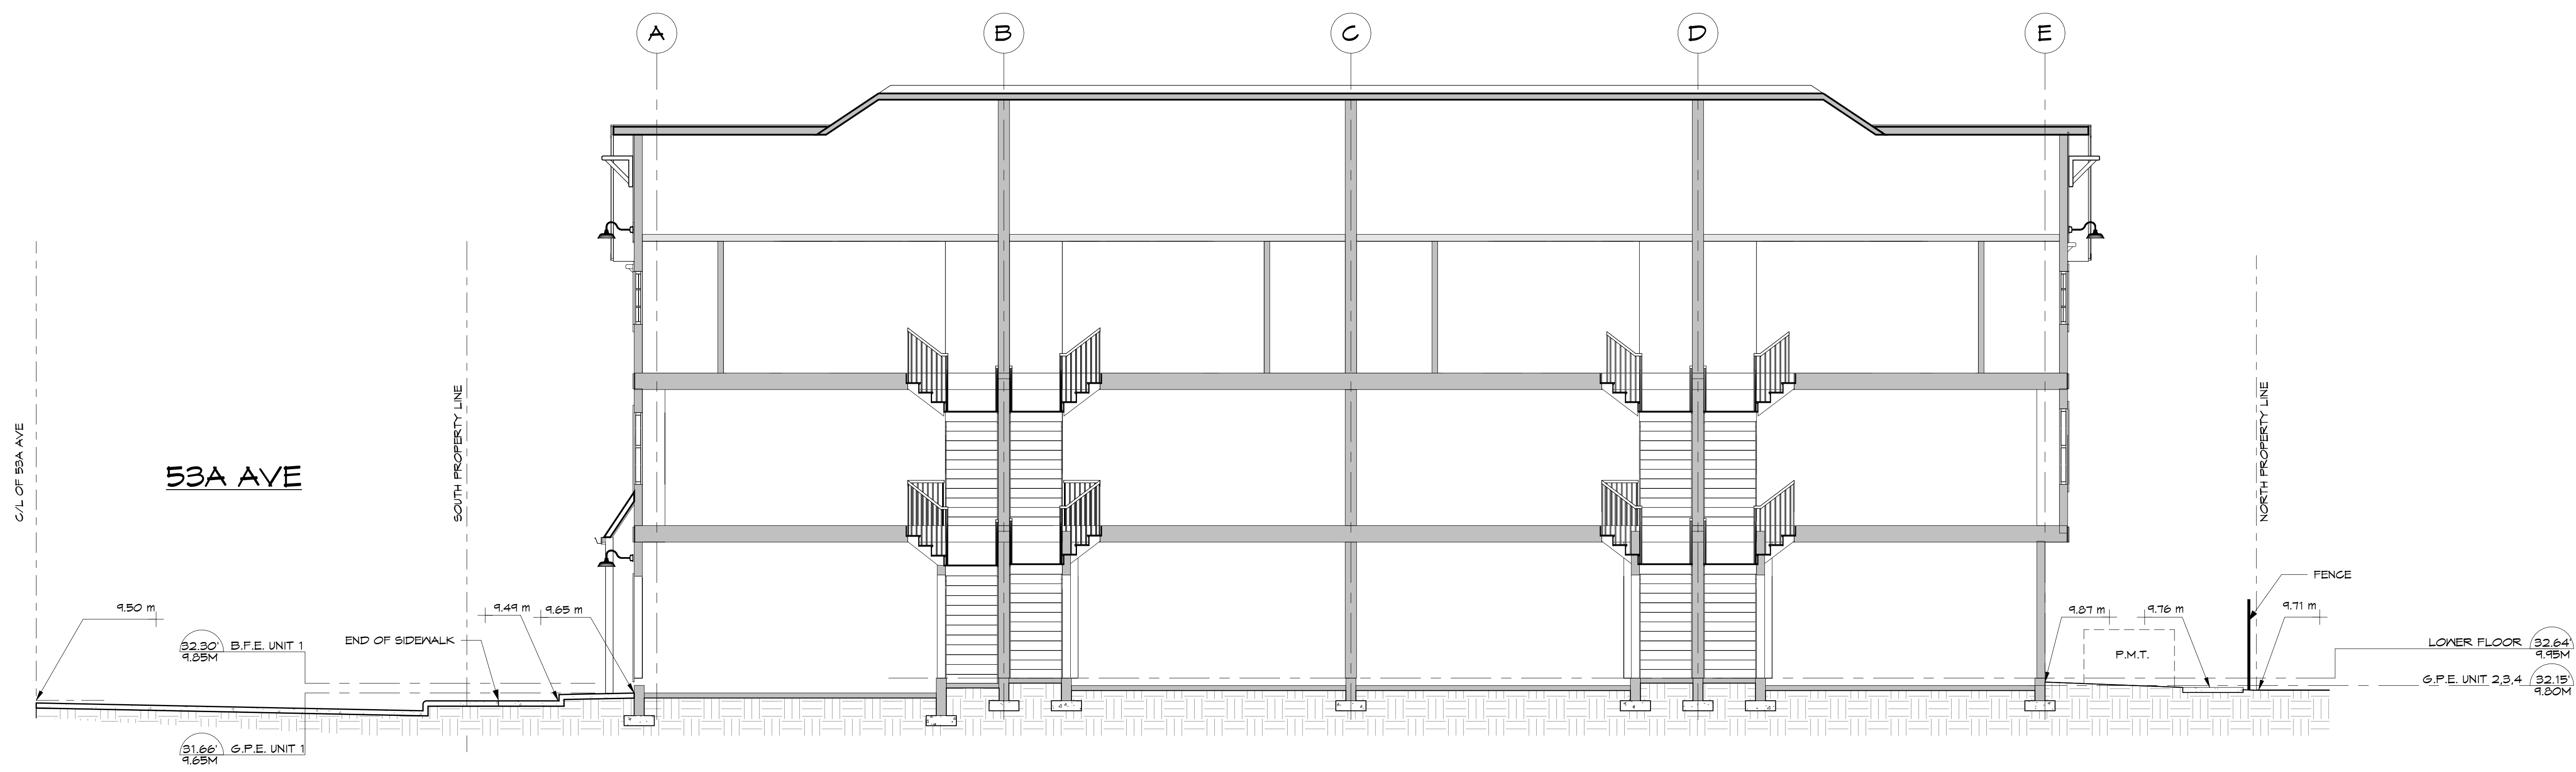 A
B
C
D
E
C/L OF 53A AVE
53A AVE
SOUTH PROPERTY LINE
NORTH PROPERTY LINE
9.50 m
32.30' B.F.E. UNIT 1
9.85M
END OF SIDEWALK
9.49 m
9.65 m
31.66' G.P.E. UNIT 1
9.65M
9.87 m
9.76 m
P.M.T.
FENCE
9.71 m
LOWER FLOOR 32.64'
9.95M
G.P.E. UNIT 2,3,4 32.15'
9.80M